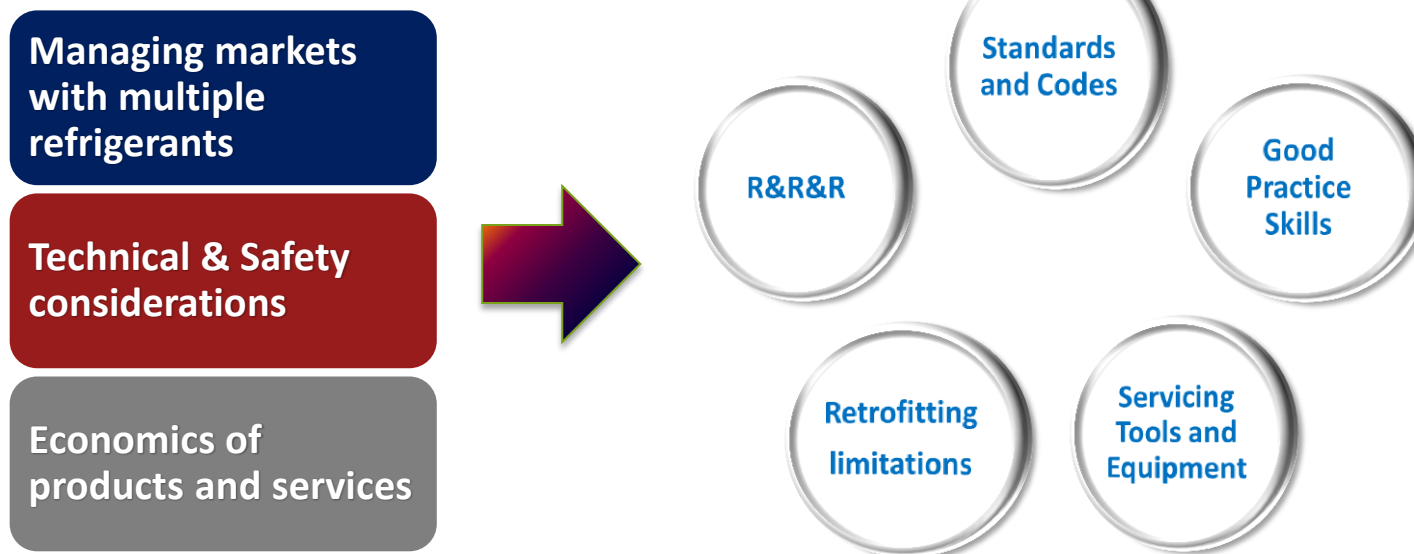 Managing markets
with multiple
refrigerants
Technical & Safety
considerations
Economics of
products and services
Standards
and Codes
R&R&R
Good
Practice
Skills
Retrofitting
limitations
Servicing
Tools and
Equipment